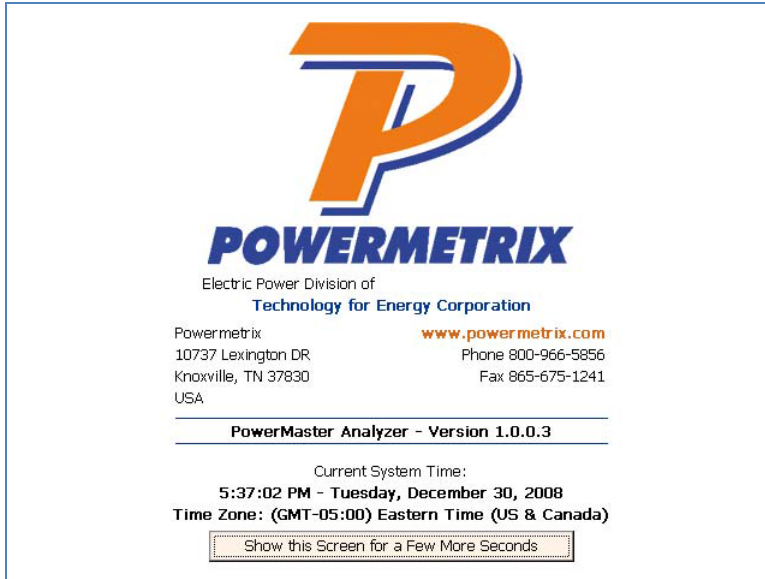 POWERMETRIX
Electric Power Division of
Technology for Energy Corporation
Powermetrix www.powermetrix.com
10737 Lexington DR Phone 800-966-5856
Knoxville, TN 37830 Fax 865-675-1241
USA
PowerMaster Analyzer - Version 1.0.0.3
Current System Time:
5:37:02 PM - Tuesday, December 30, 2008
Time Zone: (GMT-05:00) Eastern Time (US & Canada)
Show this Screen for a Few More Seconds